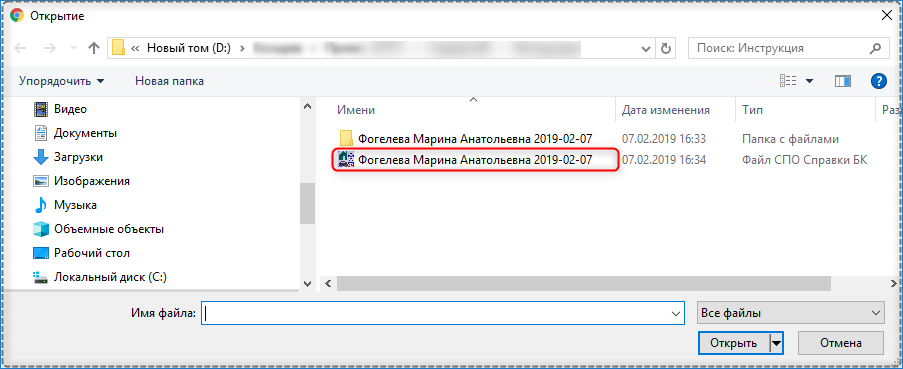 Открытие
« Новый том (D:)
Поиск: Инструкция
Упорядочить Новая папка
Видео
Документы
Загрузки
Изображения
Музыка
Объемные объекты
Рабочий стол
Локальный диск (C:)
Имени Дата изменения Тип Раз
Фогелева Марина Анатольевна 2019-02-07 07.02.2019 16:33 Папка с файлами
Фогелева Марина Анатольевна 2019-02-07 07.02.2019 16:34 Файл СПО Справки БК
Имя файла: Все файлы
Открыть Отмена